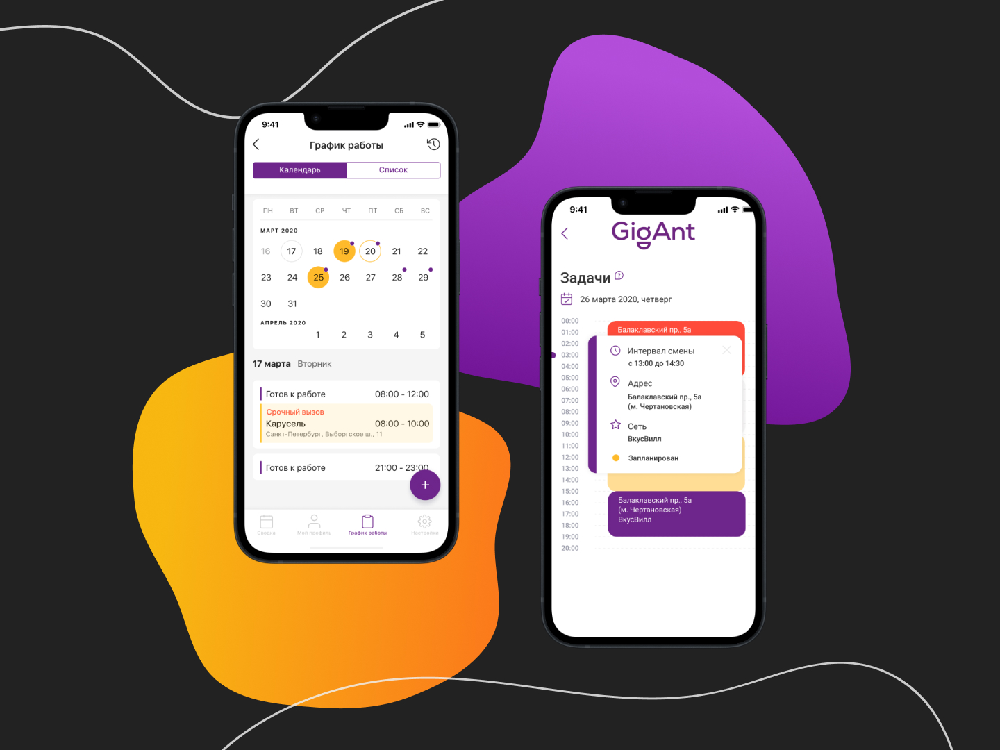 9:41
График работы
Календарь Список
ПН ВТ СР ЧТ ПТ СБ ВС
МАРТ 2020
16 17 18 19 20 21 22
23 24 25 26 27 28 29
30 31
АПРЕЛЬ 2020
1 2 3 4 5
17 марта Вторник
Готов к работе 08:00 - 12:00
Срочный вызов
Карусель 08:00 - 10:00
Санкт-Петербург, Выборгское ш., 11
Готов к работе 21:00 - 23:00
+
Сводка Мой профиль График работы Настройки
9:41
GigAnt
Задачи ?
26 марта 2020, четверг
00:00
01:00
02:00
03:00
04:00
05:00
06:00
07:00
08:00
09:00
10:00
11:00
12:00
13:00
14:00
15:00
16:00
17:00
18:00
19:00
20:00
Балаклавский пр., 5а
Интервал смены
с 13:00 до 14:30
Адрес
Балаклавский пр., 5а
(м. Чертановская)
Сеть
ВкусВилл
Запланирован
Балаклавский пр., 5а
(м. Чертановская)
ВкусВилл